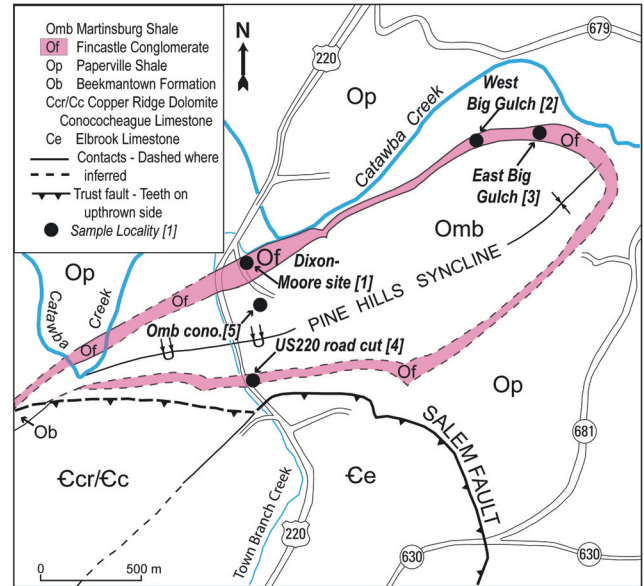 Omb Martinsburg Shale
Of Fincastle Conglomerate
Op Paperville Shale
Ob Beekmantown Formation
Ꞓcr/Ꞓc Copper Ridge Dolomite
Conococheague Limestone
Ꞓe Elbrook Limestone
Contacts - Dashed where
inferred
Trust fault - Teeth on
upthrown side
Sample Locality [1]
N
220
679
Op
Catawba Creek
West
Big Gulch [2]
Of
East Big
Gulch [3]
Omb
Op
Of
Dixon-
Moore site [1]
PINE HILLS SYNCLINE
Catawba
Creek
Of
Of
Omb cono.[5]
US220 road cut [4]
Of
Op
Ob
681
SALEM FAULT
Ꞓcr/Ꞓc
Ꞓe
Town Branch Creek
220
630
630
0
500 m